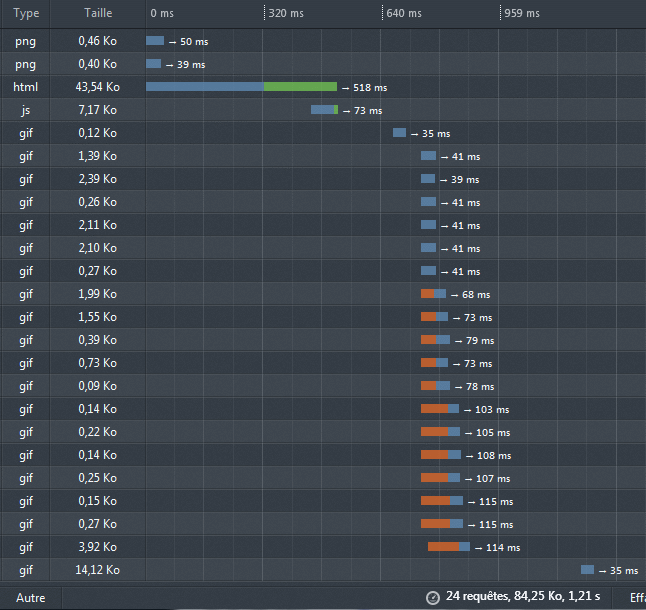 Type Taille 0 ms 320 ms 640 ms 959 ms
png 0,46 Ko → 50 ms
png 0,40 Ko → 39 ms
html 43,54 Ko → 518 ms
js 7,17 Ko → 73 ms
gif 0,12 Ko → 35 ms
gif 1,39 Ko → 41 ms
gif 2,39 Ko → 39 ms
gif 0,26 Ko → 41 ms
gif 2,11 Ko → 41 ms
gif 2,10 Ko → 41 ms
gif 0,27 Ko → 41 ms
gif 1,99 Ko → 68 ms
gif 1,55 Ko → 73 ms
gif 0,39 Ko → 79 ms
gif 0,73 Ko → 73 ms
gif 0,09 Ko → 78 ms
gif 0,14 Ko → 103 ms
gif 0,22 Ko → 105 ms
gif 0,14 Ko → 108 ms
gif 0,25 Ko → 107 ms
gif 0,15 Ko → 115 ms
gif 0,27 Ko → 115 ms
gif 3,92 Ko → 114 ms
gif 14,12 Ko → 35 ms
Autre 24 requêtes, 84,25 Ko, 1,21 s Effa